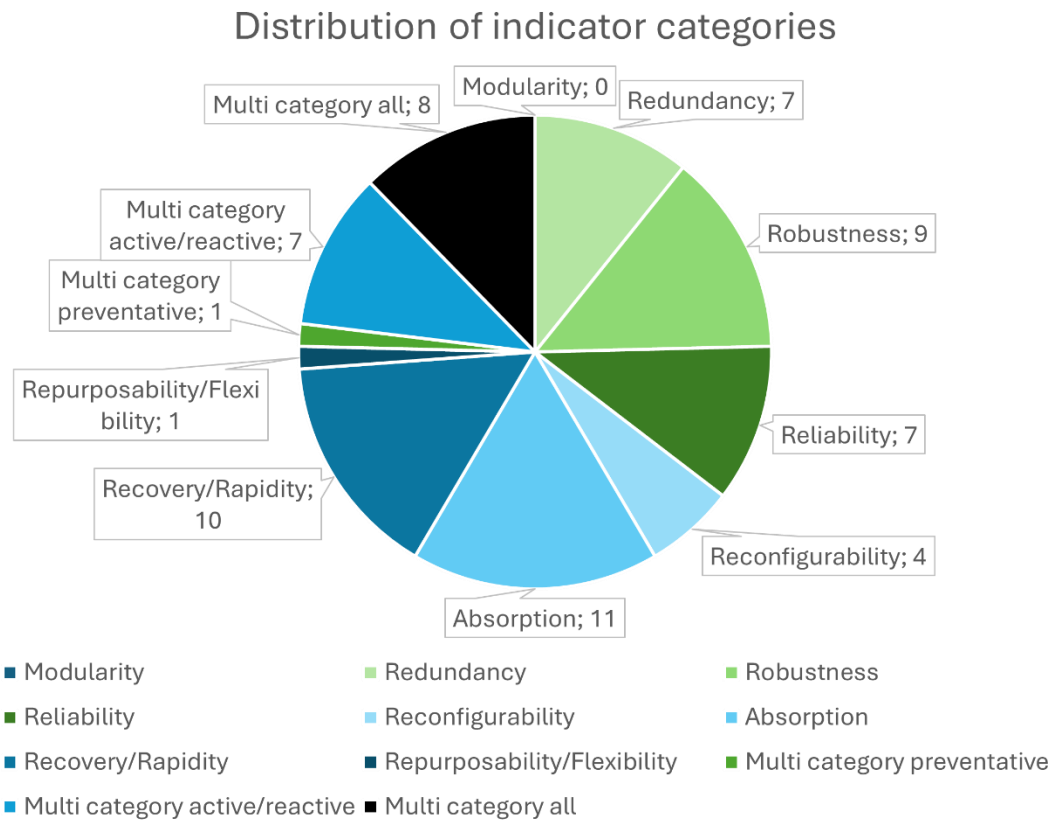 Distribution of indicator categories
Modularity; 0
Redundancy; 7
Multi category all; 8
Robustness; 9
Multi category
active/reactive; 7
Multi category
preventative; 1
Repurposability/Flexi
bility; 1
Reliability; 7
Recovery/Rapidity;
10
Reconfigurability; 4
Absorption; 11
Modularity
Redundancy
Robustness
Reliability
Reconfigurability
Absorption
Recovery/Rapidity
Repurposability/Flexibility
Multi category preventative
Multi category active/reactive
Multi category all